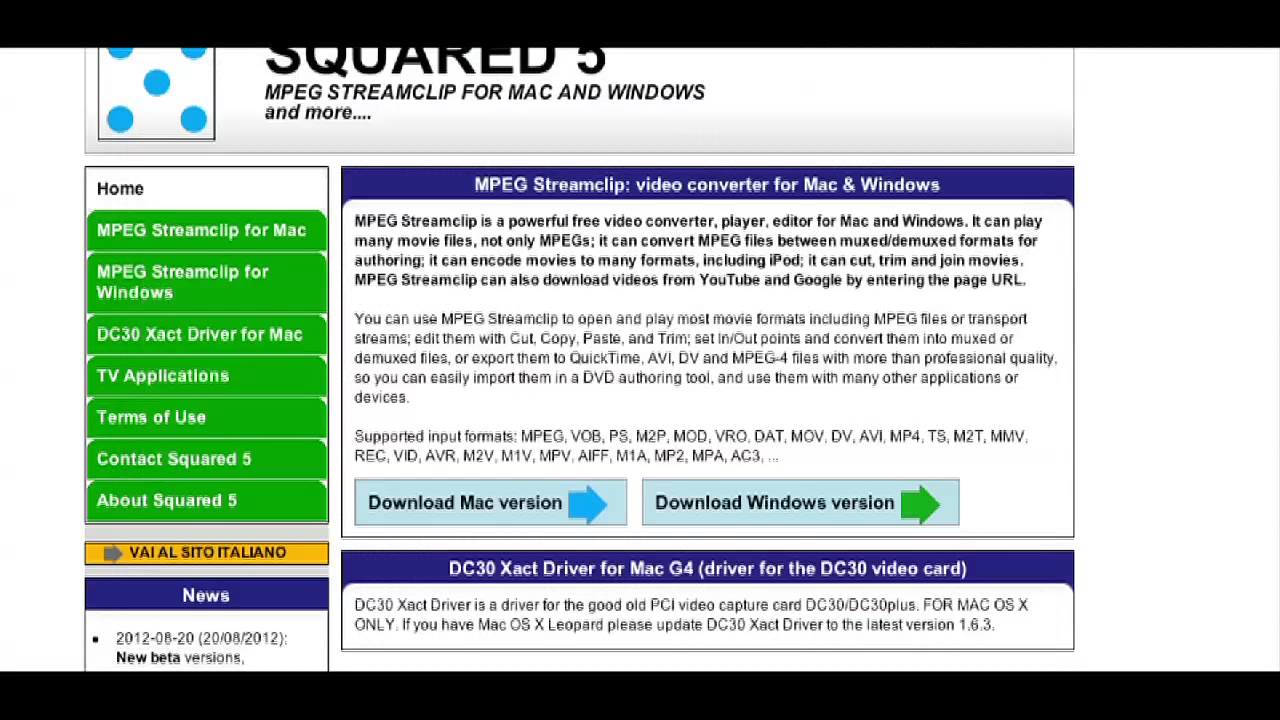 SQUARED 5
MPEG STREAMCLIP FOR MAC AND WINDOWS
and more....
Home
MPEG Streamclip for Mac
MPEG Streamclip for
Windows
DC30 Xact Driver for Mac
TV Applications
Terms of Use
Contact Squared 5
About Squared 5
VAI AL SITO ITALIANO
News
2012-08-20 (20/08/2012):
New beta versions,
MPEG Streamclip: video converter for Mac & Windows
MPEG Streamclip is a powerful free video converter, player, editor for Mac and Windows. It can play
many movie files, not only MPEGs; it can convert MPEG files between muxed/demuxed formats for
authoring; it can encode movies to many formats, including iPod; it can cut, trim and join movies.
MPEG Streamclip can also download videos from YouTube and Google by entering the page URL.
You can use MPEG Streamclip to open and play most movie formats including MPEG files or transport
streams; edit them with Cut, Copy, Paste, and Trim; set In/Out points and convert them into muxed or
demuxed files, or export them to QuickTime, AVI, DV and MPEG-4 files with more than professional quality,
so you can easily import them in a DVD authoring tool, and use them with many other applications or
devices.
Supported input formats: MPEG, VOB, PS, M2P, MOD, VRO, DAT, MOV, DV, AVI, MP4, TS, M2T, MMV,
REC, VID, AVR, M2V, M1V, MPV, AIFF, M1A, MP2, MPA, AC3, ...
Download Mac version
Download Windows version
DC30 Xact Driver for Mac G4 (driver for the DC30 video card)
DC30 Xact Driver is a driver for the good old PCI video capture card DC30/DC30plus. FOR MAC OS X
ONLY. If you have Mac OS X Leopard please update DC30 Xact Driver to the latest version 1.6.3.